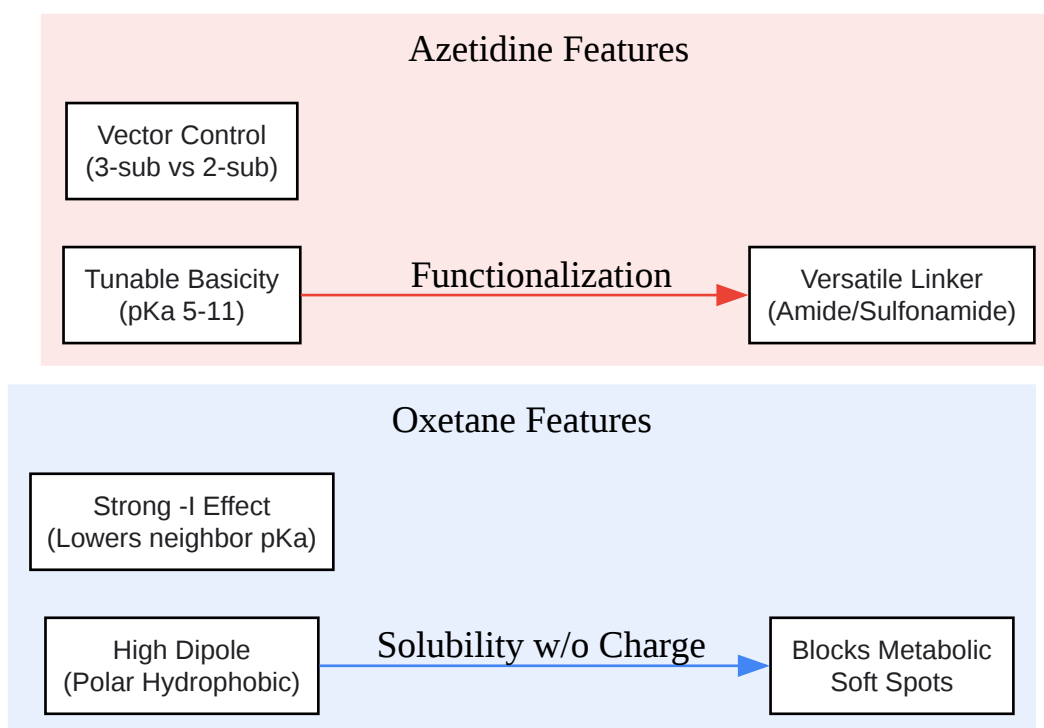 Azetidine Features
Vector Control
(3-sub vs 2-sub)
Tunable Basicity
(pKa 5-11)
Functionalization
Versatile Linker
(Amide/Sulfonamide)
Oxetane Features
Strong -I Effect
(Lowers neighbor pKa)
High Dipole
(Polar Hydrophobic)
Solubility w/o Charge
Blocks Metabolic
Soft Spots